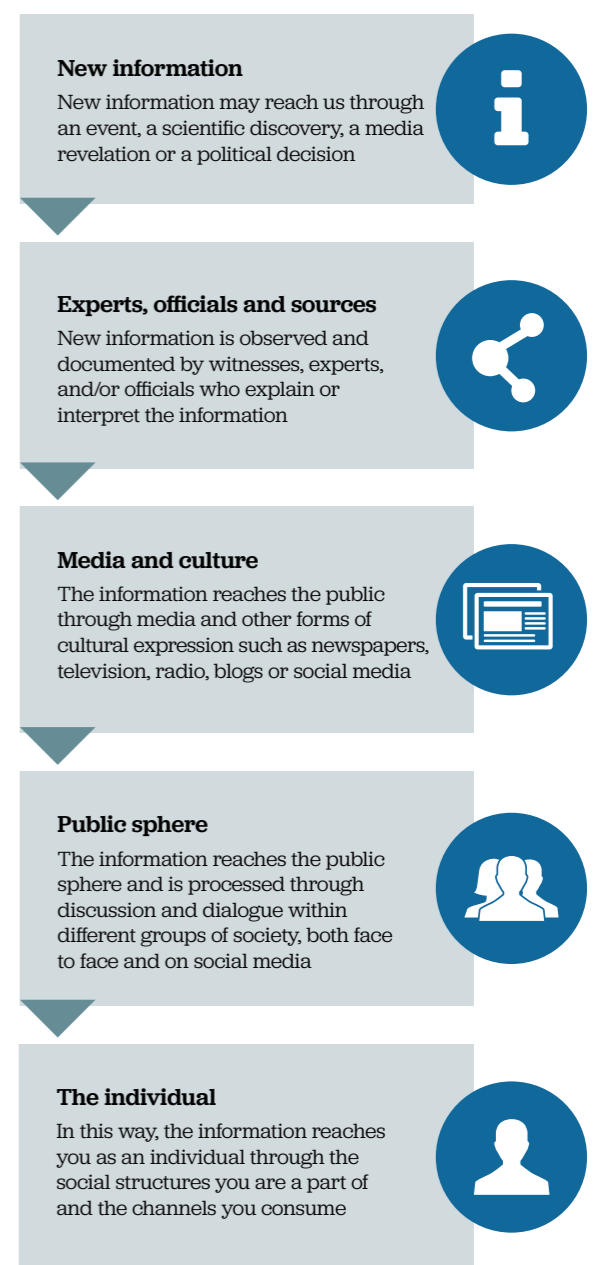 New information
New information may reach us through
an event, a scientific discovery, a media
revelation or a political decision
Experts, officials and sources
New information is observed and
documented by witnesses, experts,
and/or officials who explain or
interpret the information
Media and culture
The information reaches the public
through media and other forms of
cultural expression such as newspapers,
television, radio, blogs or social media
Public sphere
The information reaches the public
sphere and is processed through
discussion and dialogue within
different groups of society, both face
to face and on social media
The individual
In this way, the information reaches
you as an individual through the
social structures you are a part of
and the channels you consume